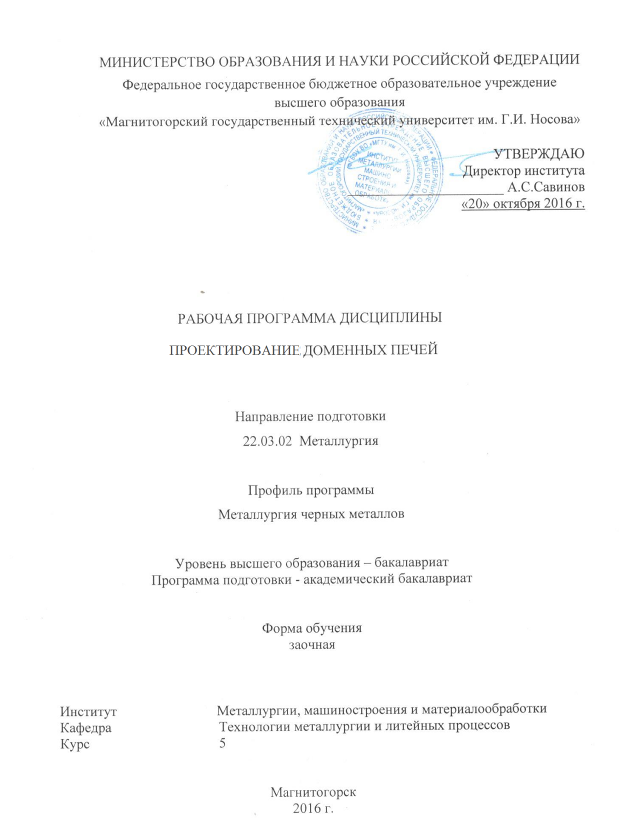 МИНИСТЕРСТВО ОБРАЗОВАНИЯ И НАУКИ РОССИЙСКОЙ ФЕДЕРАЦИИ
Федеральное государственное бюджетное образовательное учреждение
высшего образования
«Магнитогорский государственный технический университет им. Г.И. Носова»
УТВЕРЖДАЮ
Директор института
А.С.Савинов
«20» октября 2016 г.
РАБОЧАЯ ПРОГРАММА ДИСЦИПЛИНЫ
ПРОЕКТИРОВАНИЕ ДОМЕННЫХ ПЕЧЕЙ
Направление подготовки
22.03.02 Металлургия
Профиль программы
Металлургия черных металлов
Уровень высшего образования – бакалавриат
Программа подготовки - академический бакалавриат
Форма обучения
заочная
Институт Металлургии, машиностроения и материалообработки
Кафедра Технологии металлургии и литейных процессов
Курс 5
Магнитогорск
2016 г.